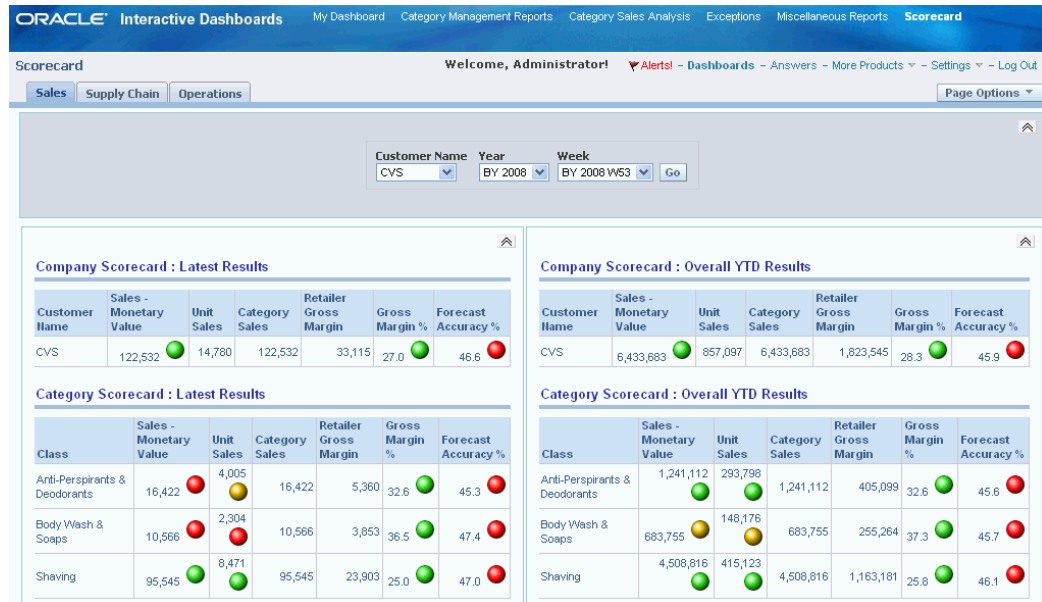 ORACLE Interactive Dashboards
My Dashboard Category Management Reports Category Sales Analysis Exceptions Miscellaneous Reports Scorecard
Scorecard
Welcome, Administrator! Alerts! - Dashboards - Answers - More Products - Settings - Log Out
Sales Supply Chain Operations
Page Options
Customer Name Year Week
CVS BY 2008 BY 2008 W53 Go
Company Scorecard : Latest Results
Customer Name Sales - Monetary Value Unit Sales Category Sales Retailer Gross Margin Gross Margin % Forecast Accuracy %
CVS 122,532 14,780 122,532 33,115 27.0 46.6
Category Scorecard : Latest Results
Class Sales - Monetary Value Unit Sales Category Sales Retailer Gross Margin Gross Margin % Forecast Accuracy %
Anti-Perspirants & Deodorants 16,422 4,005 16,422 5,360 32.6 45.3
Body Wash & Soaps 10,566 2,304 10,566 3,853 36.5 47.4
Shaving 95,545 8,471 95,545 23,903 25.0 47.0
Company Scorecard : Overall YTD Results
Customer Name Sales - Monetary Value Unit Sales Category Sales Retailer Gross Margin Gross Margin % Forecast Accuracy %
CVS 6,433,683 857,097 6,433,683 1,823,545 28.3 45.9
Category Scorecard : Overall YTD Results
Class Sales - Monetary Value Unit Sales Category Sales Retailer Gross Margin Gross Margin % Forecast Accuracy %
Anti-Perspirants & Deodorants 1,241,112 293,798 1,241,112 405,099 32.6 45.6
Body Wash & Soaps 683,755 148,176 683,755 255,264 37.3 45.7
Shaving 4,508,816 415,123 4,508,816 1,163,181 25.8 46.1